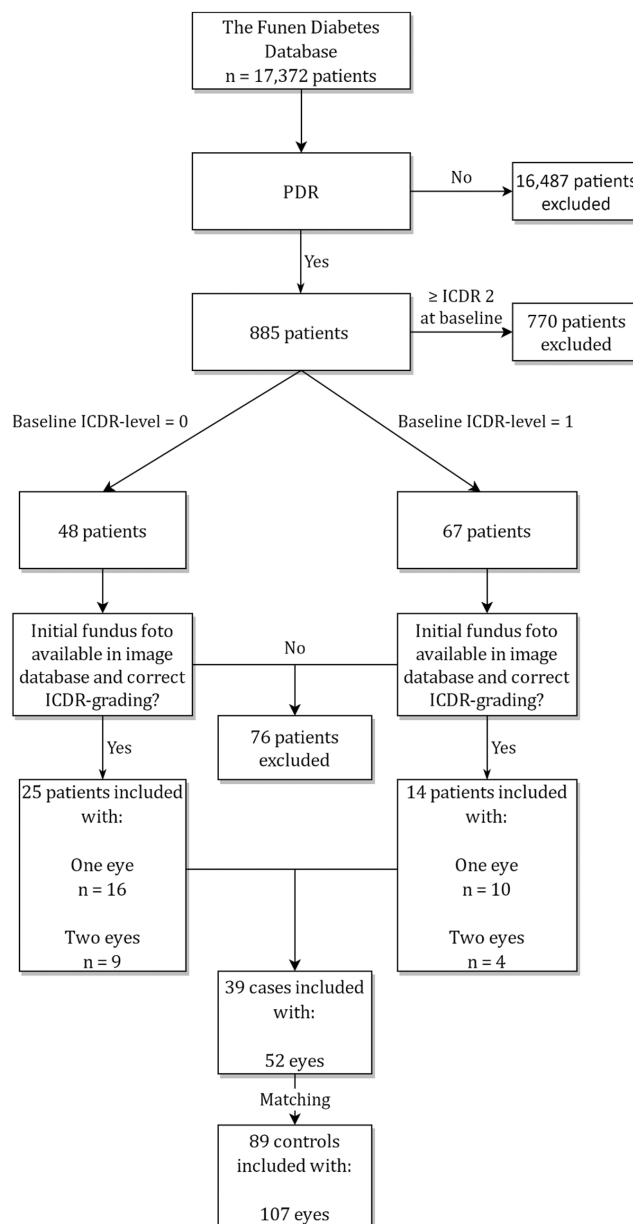 The Funen Diabetes
Database
n = 17,372 patients
PDR
No
16,487 patients
excluded
Yes
885 patients
≥ ICDR 2
at baseline
770 patients
excluded
Baseline ICDR-level = 0
Baseline ICDR-level = 1
48 patients
67 patients
Initial fundus foto
available in image
database and correct
ICDR-grading?
No
Initial fundus foto
available in image
database and correct
ICDR-grading?
76 patients
excluded
Yes
Yes
25 patients included
with:
One eye
n = 16
Two eyes
n = 9
14 patients included
with:
One eye
n = 10
Two eyes
n = 4
39 cases included
with:
52 eyes
Matching
89 controls
included with:
107 eyes